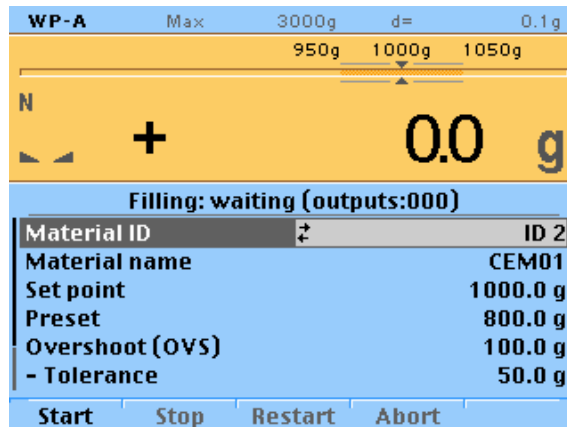 WP-A Max 3000g d= 0.1g
950g 1000g 1050g
N
+ 0.0 g
Filling: waiting (outputs:000)
Material ID ID 2
Material name CEM01
Set point 1000.0 g
Preset 800.0 g
Overshoot (OVS) 100.0 g
- Tolerance 50.0 g
Start Stop Restart Abort